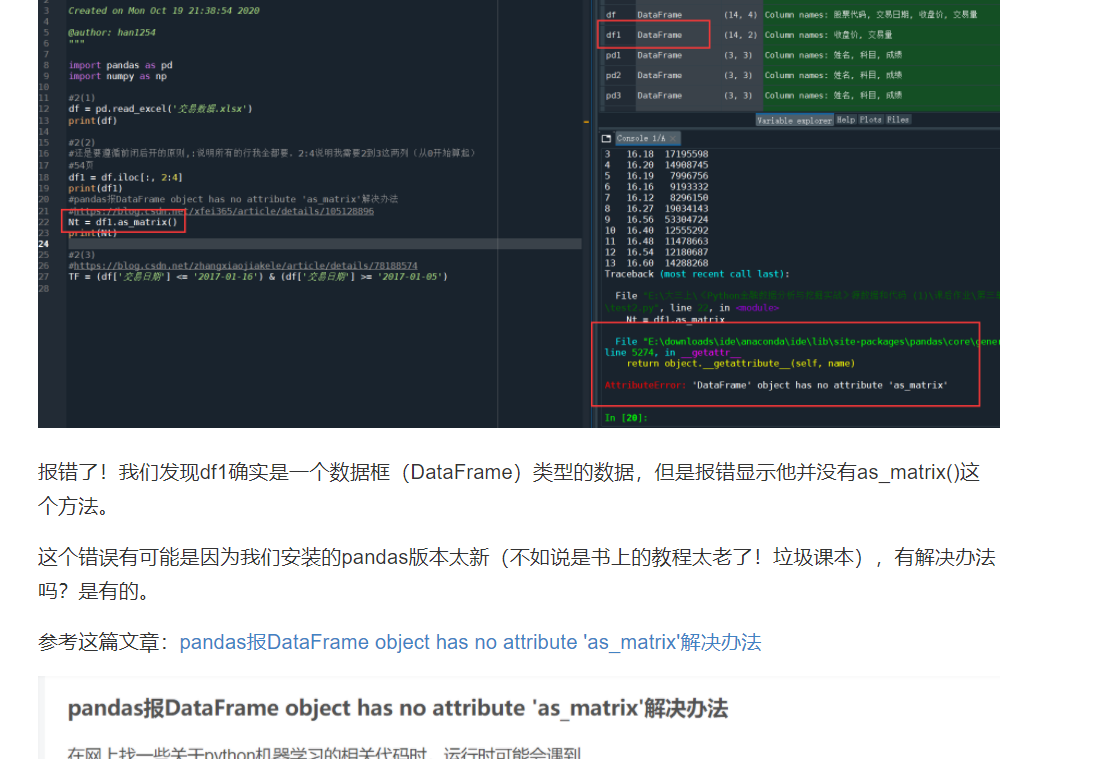 3 Created on Mon Oct 19 21:38:54 2020
4
5 @author: han1254
6 """
7
8 import pandas as pd
9 import numpy as np
10
11 #2(1)
12 df = pd.read_excel('交易数据.xlsx')
13 print(df)
14
15 #2(2)
16 #还是要遵循前闭后开的原则,:说明所有的行我全都要，2:4说明我需要2到3这两列（从0开始算起）
17 #54页
18 df1 = df.iloc[:, 2:4]
19 print(df1)
20 #pandas报DataFrame object has no attribute 'as_matrix'解决办法
21 #https://blog.csdn.net/xfei365/article/details/105128896
22 Nt = df1.as_matrix()
23 print(Nt)
24
25 #2(3)
26 #https://blog.csdn.net/zhangxiaojiakele/article/details/78188574
27 TF = (df['交易日期'] <= '2017-01-16') & (df['交易日期'] >= '2017-01-05')
28
df DataFrame (14, 4) Column names: 股票代码, 交易日期, 收盘价, 交易量
df1 DataFrame (14, 2) Column names: 收盘价, 交易量
pd1 DataFrame (3, 3) Column names: 姓名, 科目, 成绩
pd2 DataFrame (3, 3) Column names: 姓名, 科目, 成绩
pd3 DataFrame (3, 3) Column names: 姓名, 科目, 成绩
Variable explorer Help Plots Files
Console 1/A
3 16.18 17195598
4 16.20 14908745
5 16.19 7996756
6 16.16 9193332
7 16.12 8296150
8 16.27 19034143
9 16.56 53304724
10 16.40 12555292
11 16.48 11478663
12 16.54 12180687
13 16.60 14288268
Traceback (most recent call last):
File
line 22, in <module>
Nt = df1.as_matrix
File "E:\downloads\ide\anaconda\ide\lib\site-packages\pandas\core\gener
line 5274, in __getattr__
return object.__getattribute__(self, name)
AttributeError: 'DataFrame' object has no attribute 'as_matrix'
In [20]:
报错了！我们发现df1确实是一个数据框（DataFrame）类型的数据，但是报错显示他并没有as_matrix()这
个方法。
这个错误有可能是因为我们安装的pandas版本太新（不如说是书上的教程太老了！垃圾课本），有解决办法
吗？是有的。
参考这篇文章：pandas报DataFrame object has no attribute 'as_matrix'解决办法
pandas报DataFrame object has no attribute 'as_matrix'解决办法
在网上找一些关于python机器学习的相关代码时，运行时可能会遇到